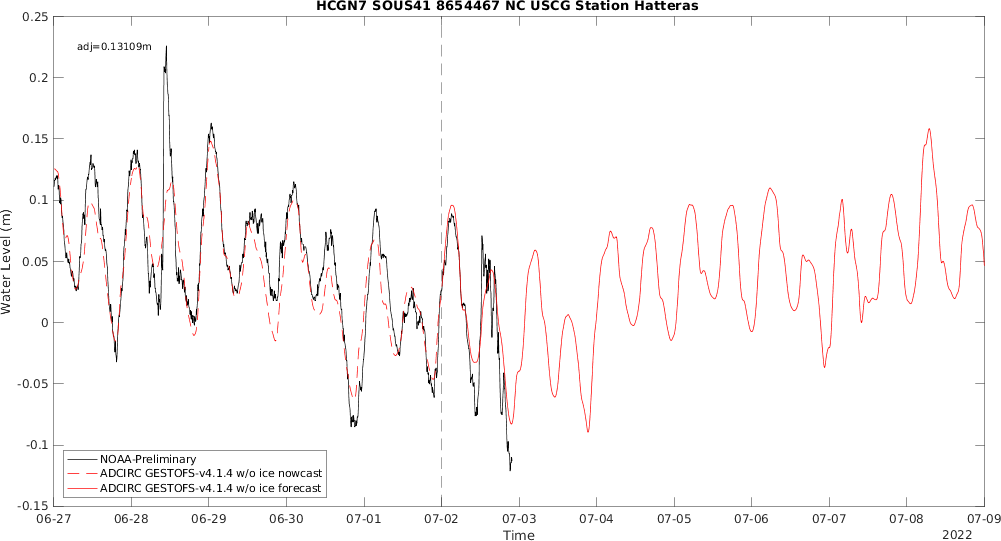 HCGN7 SOUS41 8654467 NC USCG Station Hatteras
adj=0.13109m
0.25
0.2
0.15
0.1
0.05
0
-0.05
-0.1
-0.15
Water Level (m)
NOAA-Preliminary
ADCIRC GESTOFS-v4.1.4 w/o ice nowcast
ADCIRC GESTOFS-v4.1.4 w/o ice forecast
06-27 06-28 06-29 06-30 07-01 07-02 07-03 07-04 07-05 07-06 07-07 07-08 07-09
Time
2022